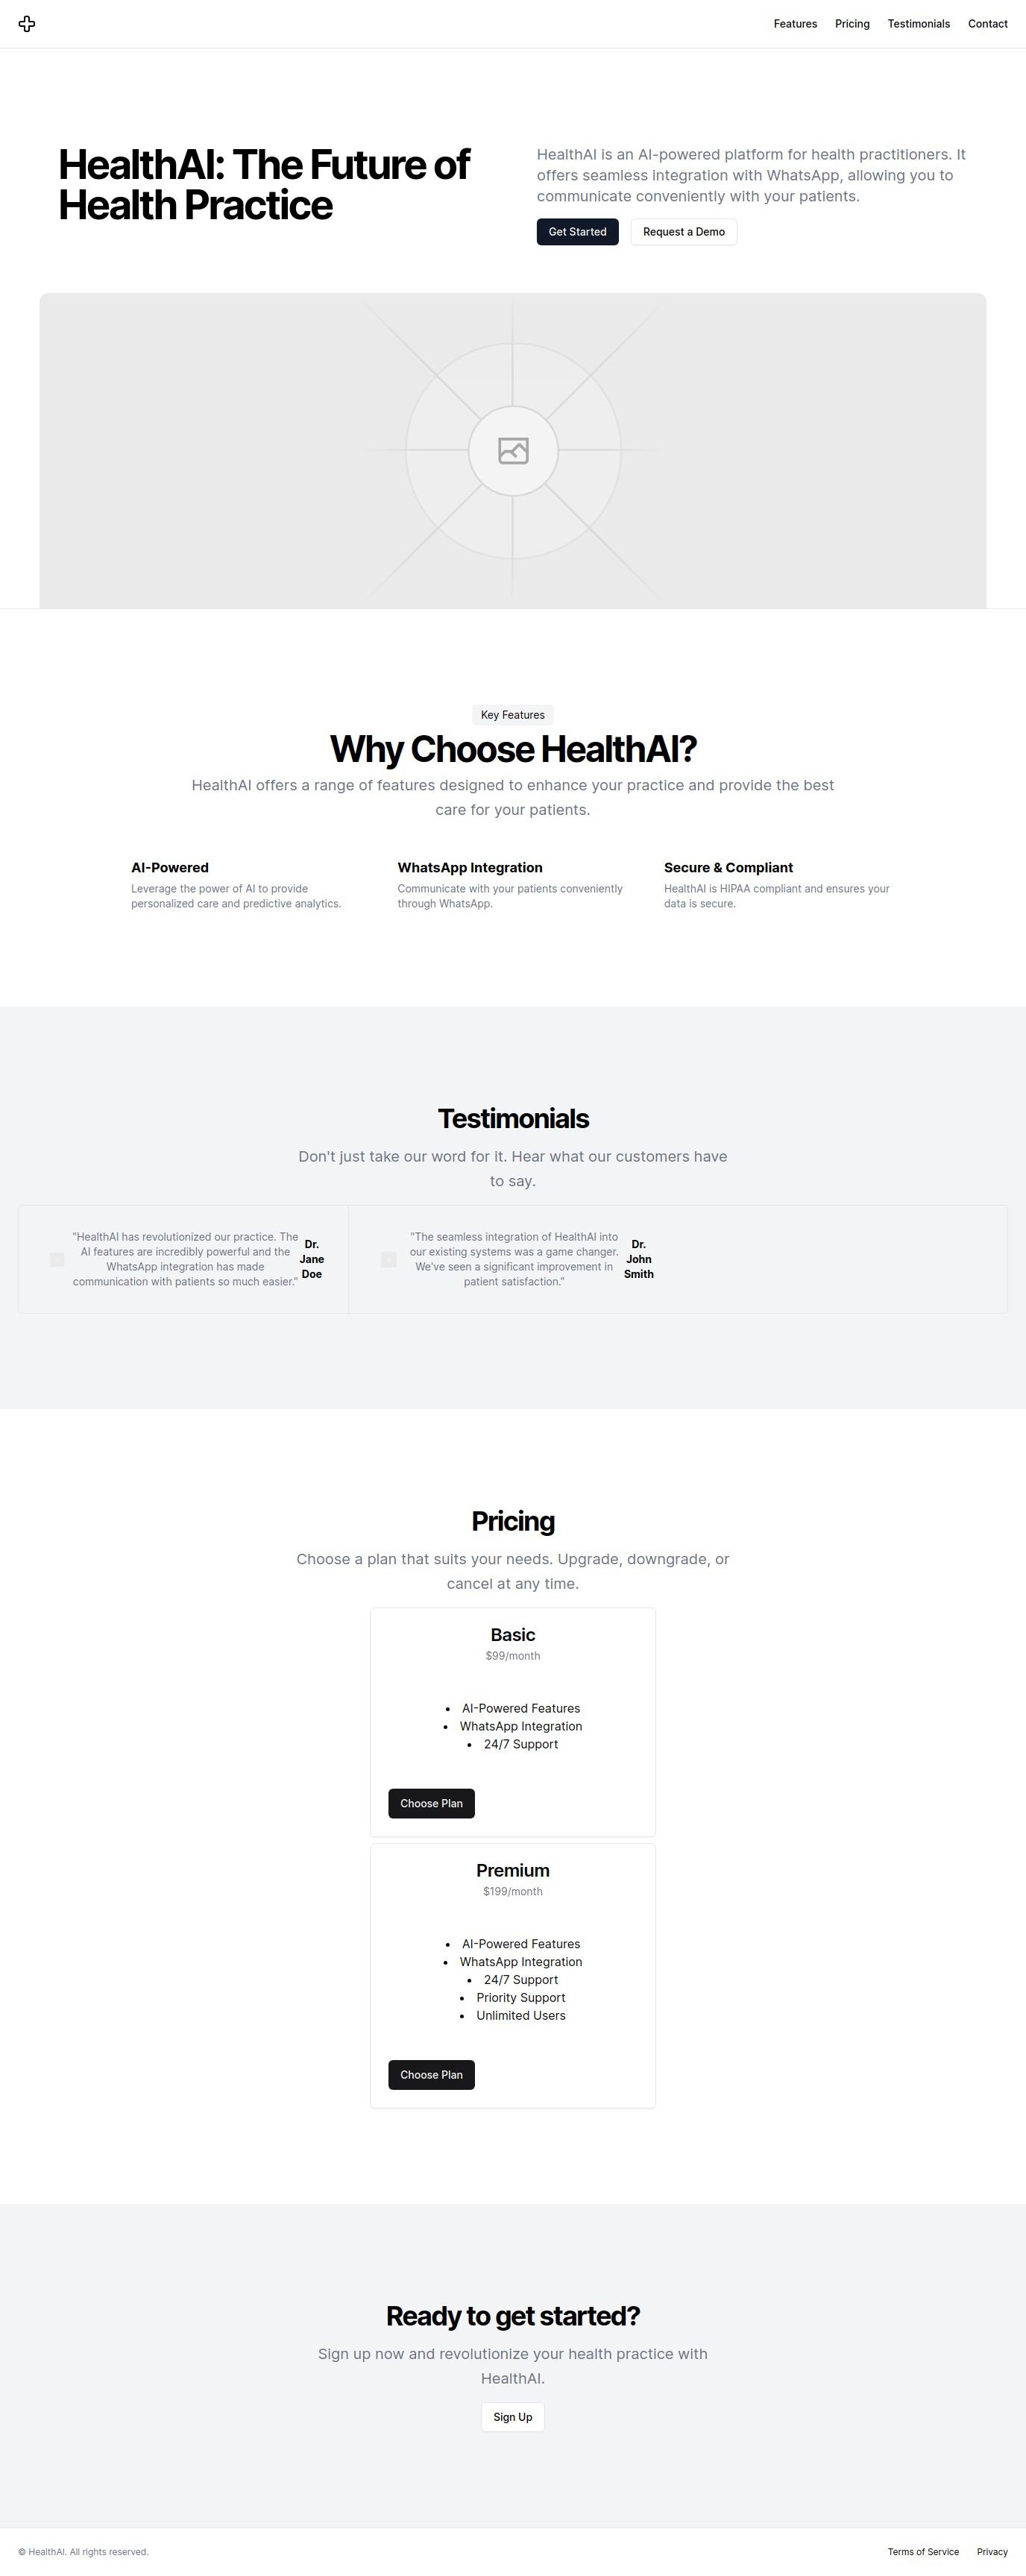 Features Pricing Testimonials Contact
HealthAI: The Future of
Health Practice
HealthAI is an AI-powered platform for health practitioners. It
offers seamless integration with WhatsApp, allowing you to
communicate conveniently with your patients.
Get Started Request a Demo
Key Features
Why Choose HealthAI?
HealthAI offers a range of features designed to enhance your practice and provide the best
care for your patients.
AI-Powered
Leverage the power of AI to provide
personalized care and predictive analytics.
WhatsApp Integration
Communicate with your patients conveniently
through WhatsApp.
Secure & Compliant
HealthAI is HIPAA compliant and ensures your
data is secure.
Testimonials
Don't just take our word for it. Hear what our customers have
to say.
"HealthAI has revolutionized our practice. The
AI features are incredibly powerful and the
WhatsApp integration has made
communication with patients so much easier."
Dr.
Jane
Doe
"The seamless integration of HealthAI into
our existing systems was a game changer.
We've seen a significant improvement in
patient satisfaction."
Dr.
John
Smith
Pricing
Choose a plan that suits your needs. Upgrade, downgrade, or
cancel at any time.
Basic
$99/month
• AI-Powered Features
• WhatsApp Integration
• 24/7 Support
Choose Plan
Premium
$199/month
• AI-Powered Features
• WhatsApp Integration
• 24/7 Support
• Priority Support
• Unlimited Users
Choose Plan
Ready to get started?
Sign up now and revolutionize your health practice with
HealthAI.
Sign Up
© HealthAI. All rights reserved.
Terms of Service Privacy